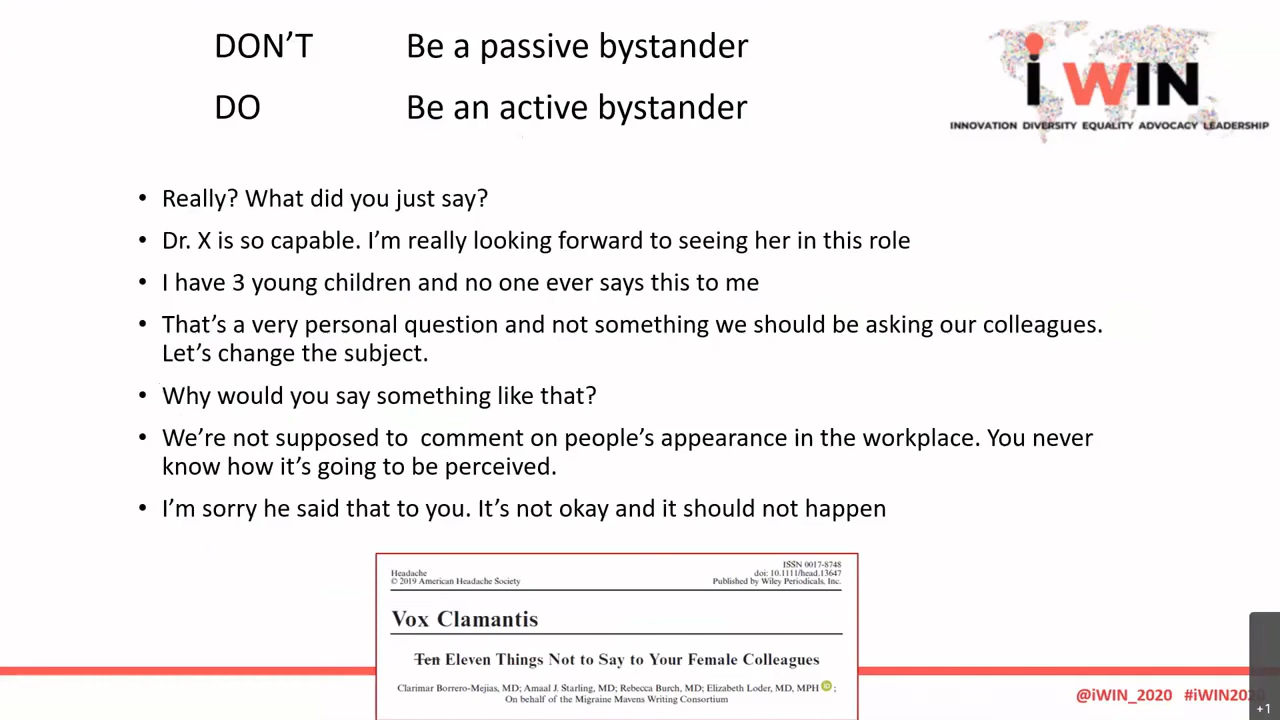 DON'T Be a passive bystander
DO Be an active bystander
i WIN
INNOVATION DIVERSITY EQUALITY ADVOCACY LEADERSHIP
• Really? What did you just say?
• Dr. X is so capable. I'm really looking forward to seeing her in this role
• I have 3 young children and no one ever says this to me
• That's a very personal question and not something we should be asking our colleagues.
Let's change the subject.
• Why would you say something like that?
• We're not supposed to comment on people's appearance in the workplace. You never
know how it's going to be perceived.
• I'm sorry he said that to you. It's not okay and it should not happen
ISSN 0017-8748
Headache doi: 10.1111/head.13647
© 2019 American Headache Society Published by Wiley Periodicals, Inc.
Vox Clamantis
Ten Eleven Things Not to Say to Your Female Colleagues
Clarimar Borrero-Mejias, MD; Amaal J. Starling, MD; Rebecca Burch, MD; Elizabeth Loder, MD, MPH iD ;
On behalf of the Migraine Mavens Writing Consortium
@iWIN_2020 #iWIN2020
+1